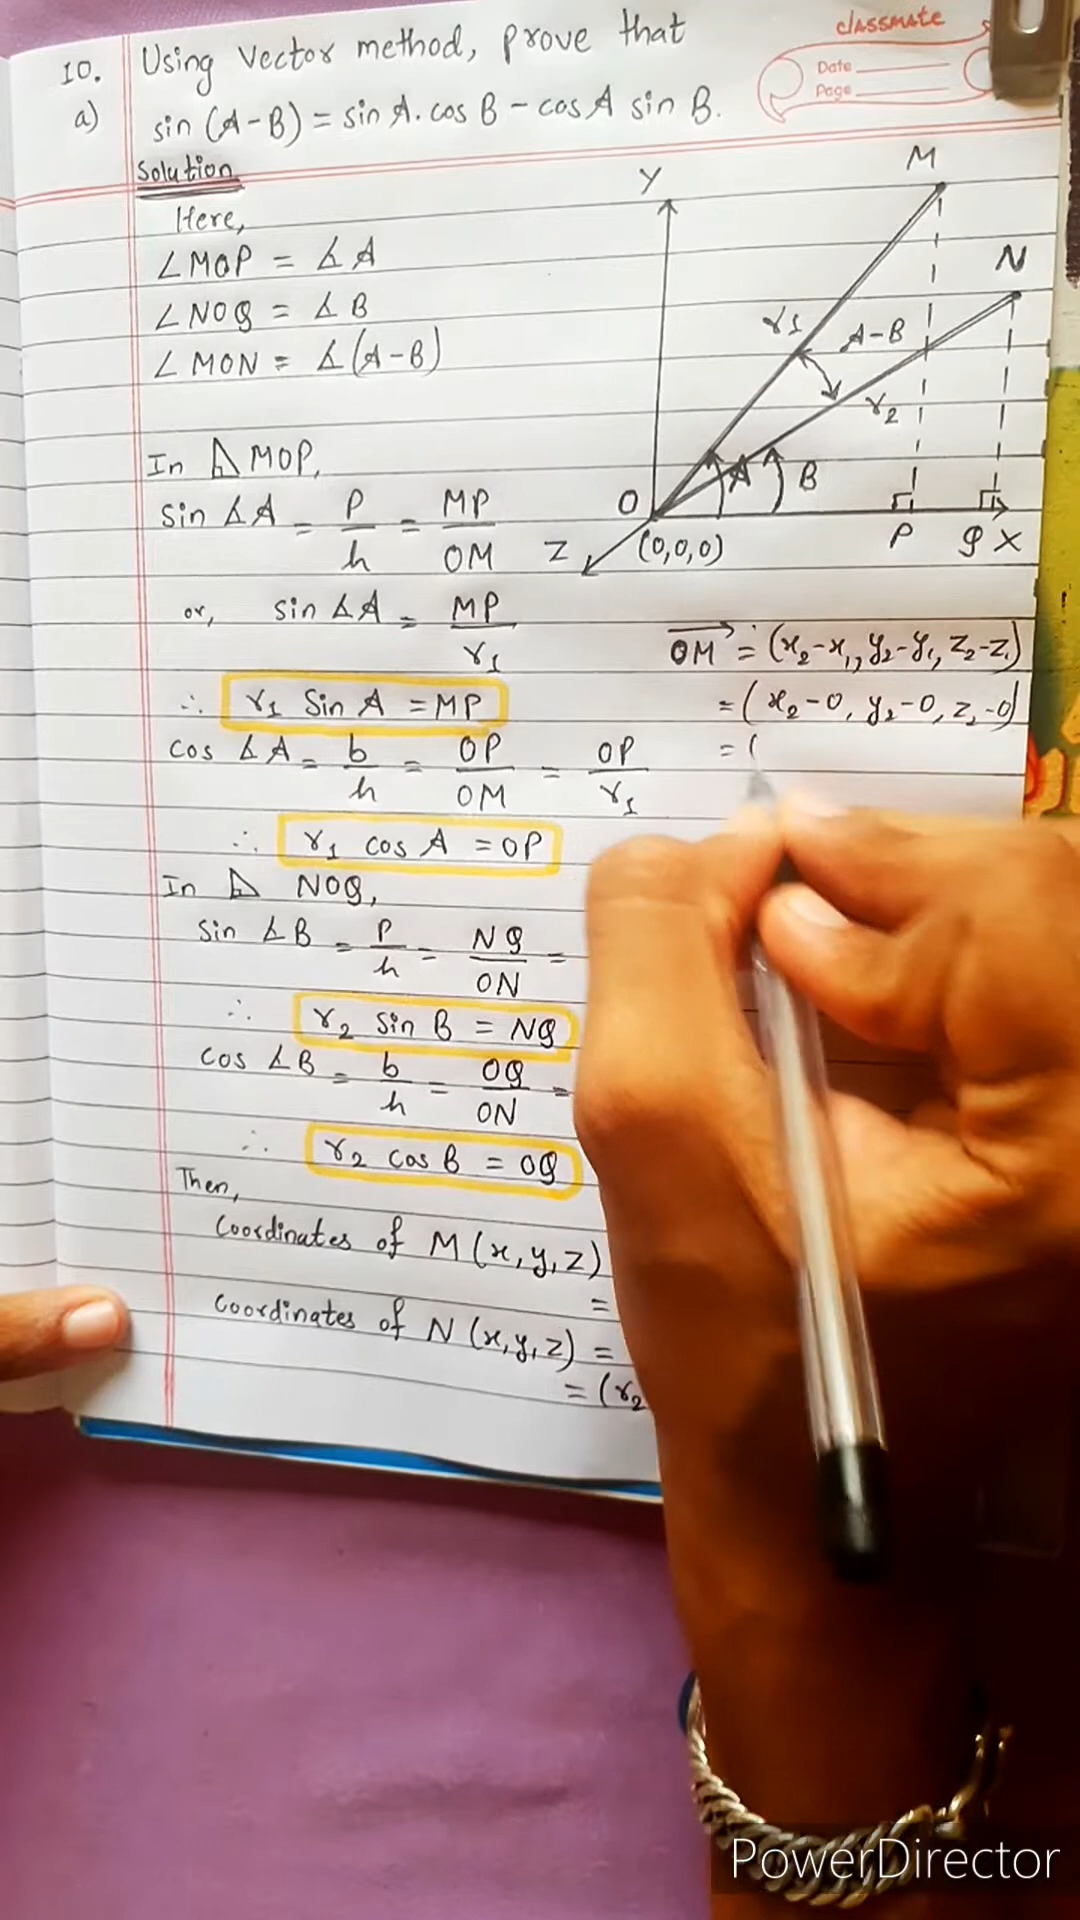 classmate
Date
Page
10. Using Vector method, prove that
a) sin (A-B) = sin A. cos B - cos A sin B.
Solution
Here,
∠MOP = ∡A
∠NOQ = ∡B
∠MON = ∡(A-B)
Y
M
N
r1
A-B
r2
A
B
O
(0,0,0)
P
Q
X
Z
In ⊿ MOP,
sin ∡A = P/h = MP/OM
or, sin ∡A = MP/r1
∴ r1 sin A = MP
cos ∡A = b/h = OP/OM = OP/r1
∴ r1 cos A = OP
In ⊿ NOQ,
sin ∡B = P/h = NQ/ON =
∴ r2 sin B = NQ
cos ∡B = b/h = OQ/ON =
∴ r2 cos B = OQ
Then,
Coordinates of M(x,y,z)
=
Coordinates of N(x,y,z) =
= (r2
OM→ = (x2-x1, y2-y1, z2-z1)
= (x2-0, y2-0, z2-0)
= (
PowerDirector